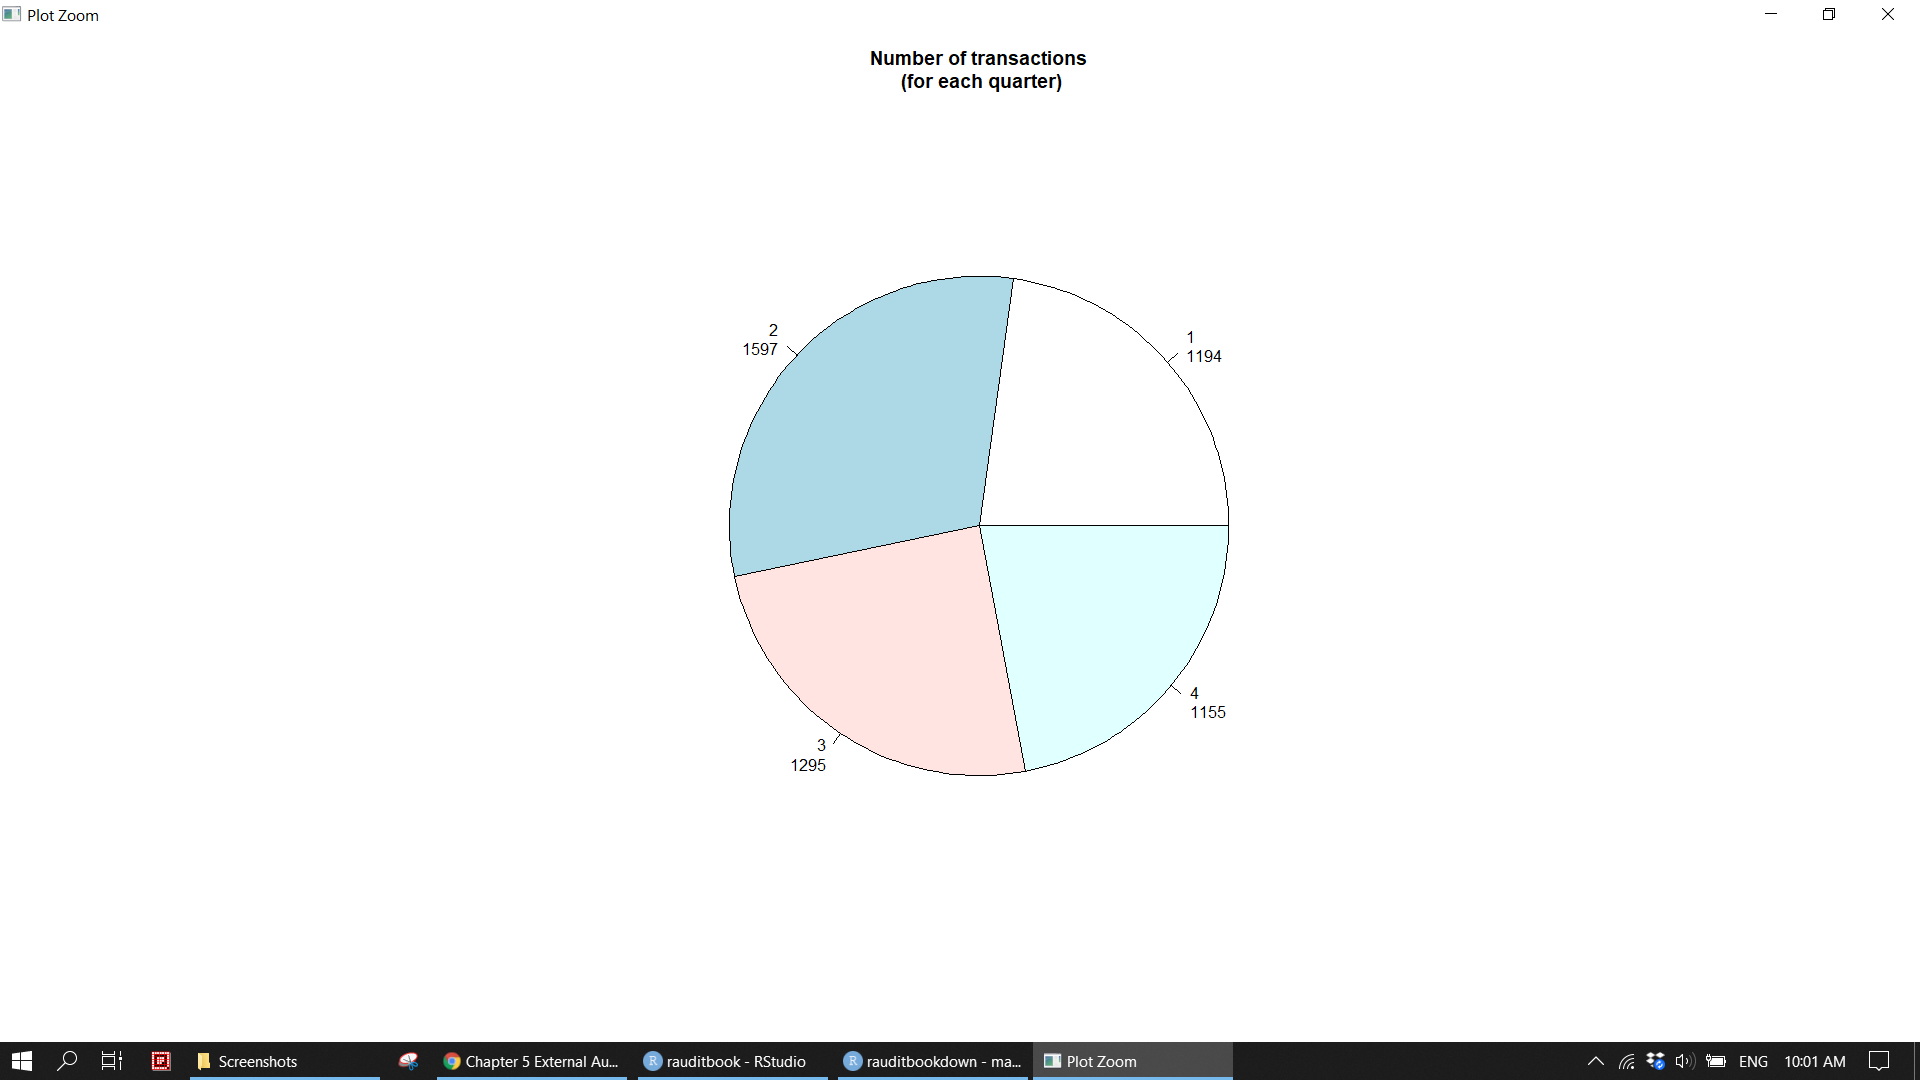 Plot Zoom
Number of transactions
(for each quarter)
2
1597
1
1194
4
1155
3
1295
Screenshots
Chapter 5 External Au...
R
rauditbook - RStudio
R
rauditbookdown - ma...
Plot Zoom
ENG
10:01 AM